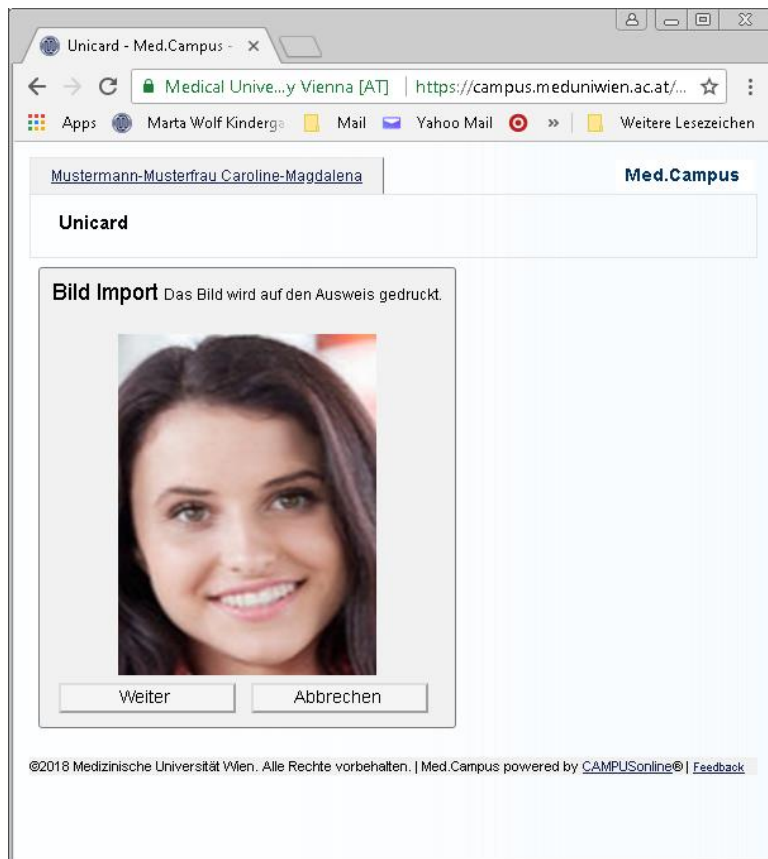 Unicard - Med.Campus -
Medical Unive...y Vienna [AT] | https://campus.meduniwien.ac.at/...
Apps Marta Wolf Kinderga Mail Yahoo Mail » Weitere Lesezeichen
Mustermann-Musterfrau Caroline-Magdalena Med.Campus
Unicard
Bild Import Das Bild wird auf den Ausweis gedruckt.
Weiter Abbrechen
©2018 Medizinische Universität Wien. Alle Rechte vorbehalten. | Med.Campus powered by CAMPUSonline® | Feedback